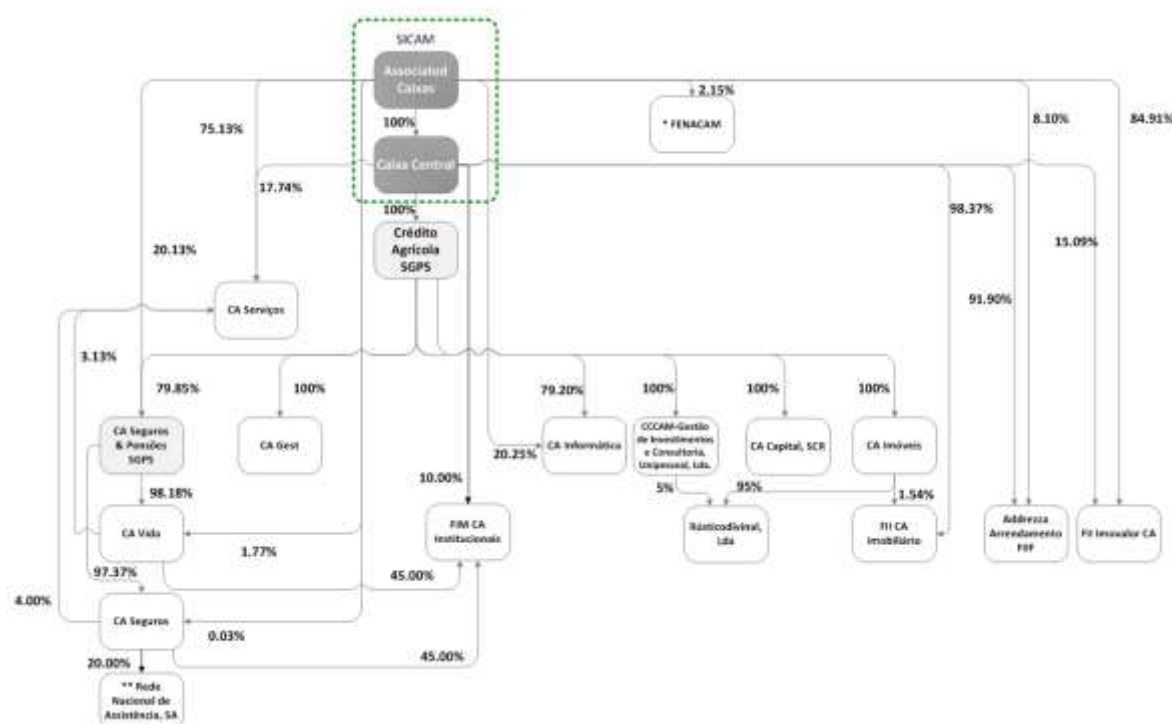 SICAM
Associated
Caixas
2.15%
* FENACAM
75.13%
100%
8.10%
84.91%
Caixa Central
17.74%
100%
98.37%
Crédito
Agrícola
SGPS
20.13%
15.09%
91.90%
CA Serviços
3.13%
79.85%
100%
79.20%
100%
100%
100%
CA Seguros
& Pensões
SGPS
CA Gest
CA Informática
CCCAM-Gestão
de Investimentos
e Consultoria,
Unipessoal, Lda.
CA Capital, SCR
CA Imóveis
20.25%
98.18%
10.00%
5%
95%
1.54%
CA Vida
FIM CA
Institucionais
Rústicodivinal,
Lda
FII CA
Imobiliário
Addrezza
Arrendamento
FIIF
FII Imovalor CA
1.77%
97.37%
45.00%
4.00%
CA Seguros
0.03%
20.00%
45.00%
** Rede
Nacional de
Assistência, SA